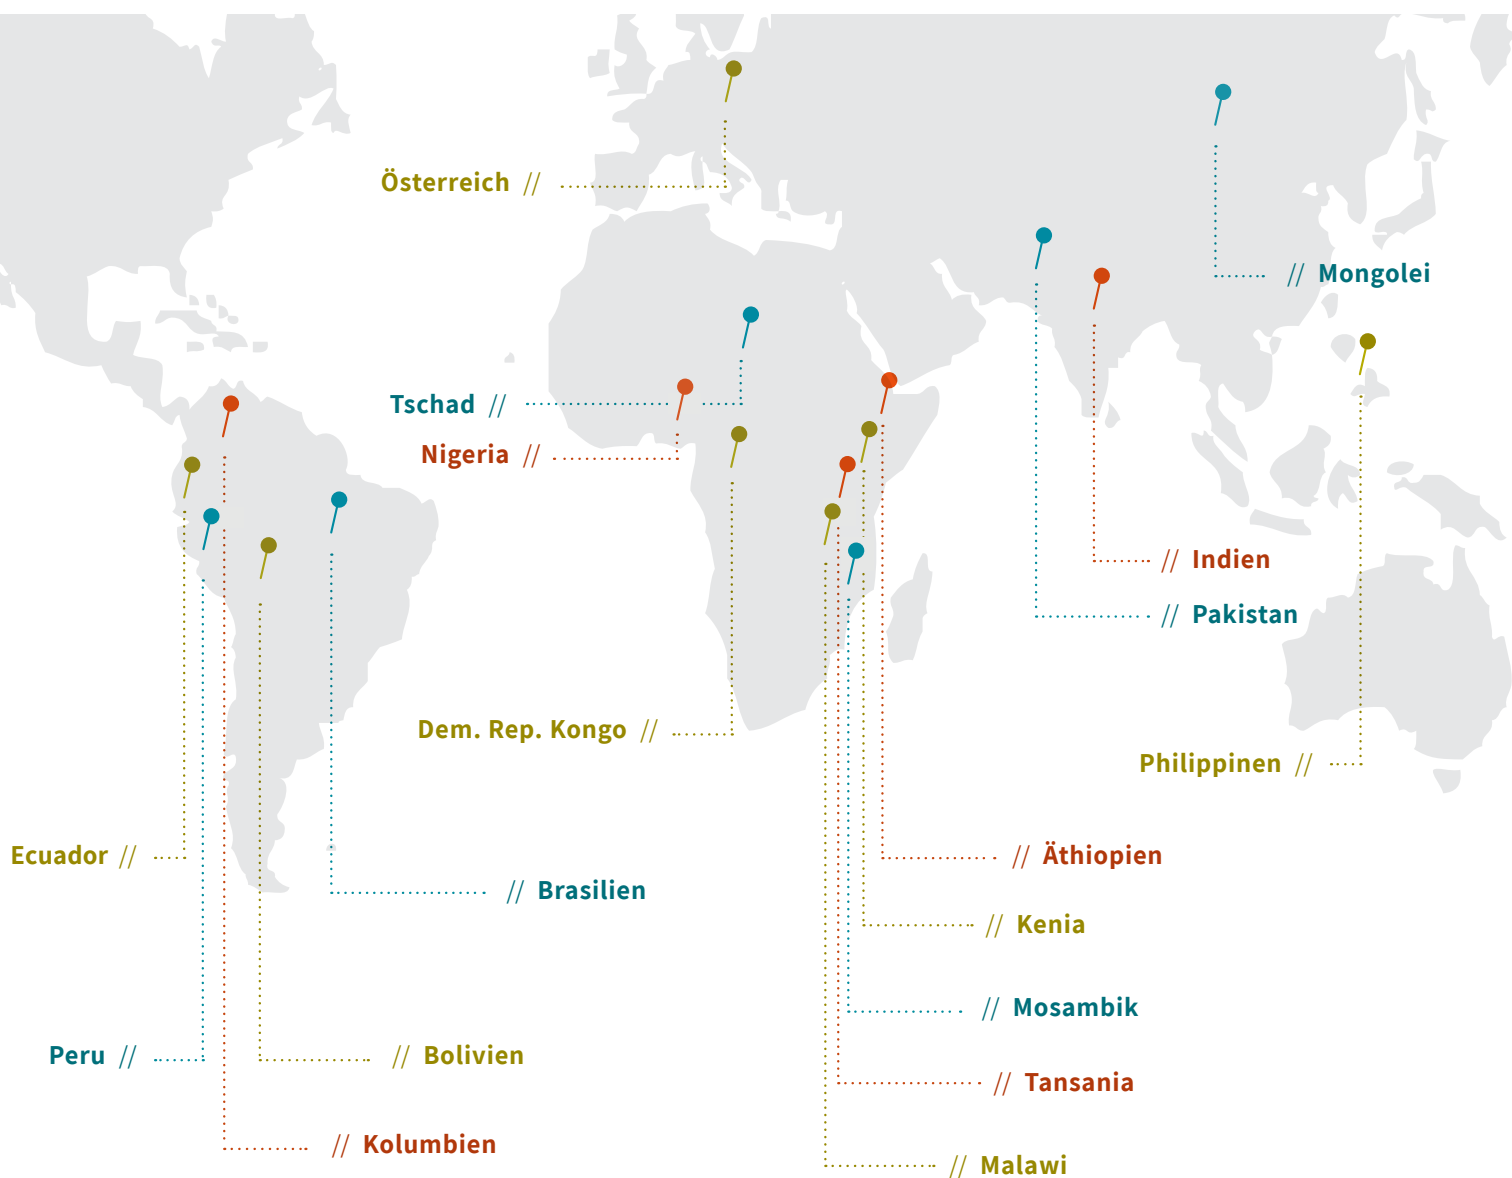 Österreich //
// Mongolei
Tschad //
Nigeria //
// Indien
// Pakistan
Dem. Rep. Kongo //
Philippinen //
Ecuador //
// Äthiopien
// Brasilien
// Kenia
// Mosambik
Peru //
// Bolivien
// Tansania
// Kolumbien
// Malawi